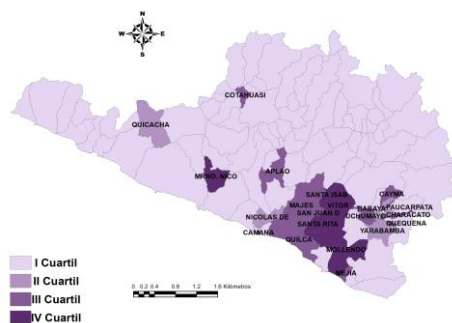 N
W E
S
COTAHUASI
QUICACHA
APLAO
MRNO. NICO
SANTA ISAB
CAYMA
MAJES
VITOR
SABAYA
PAUCARPATA
NICOLAS DE
SAN JUAN D
UCHUMAYO
CHARACATO
SANTA RITA
QUEQUENA
CAMANA
YARABAMBA
QUILCA
MOLLENDO
MEJIA
I Cuartil
II Cuartil
III Cuartil
IV Cuartil
0 0.2 0.4 0.8 1.2 1.6 Kilómetros